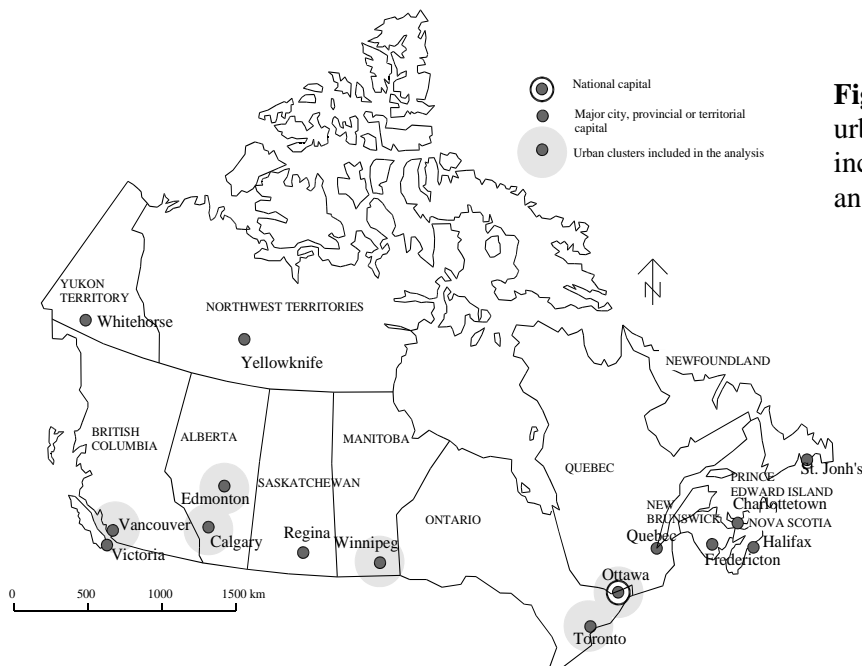 National capital
Major city, provincial or territorial
capital
Urban clusters included in the analysis
Fig
urb
inc
an
N
YUKON
TERRITORY
Whitehorse
NORTHWEST TERRITORIES
Yellowknife
NEWFOUNDLAND
BRITISH
COLUMBIA
ALBERTA
MANITOBA
SASKATCHEWAN
QUEBEC
ONTARIO
Edmonton
Vancouver
Victoria
Calgary
Regina
Winnipeg
St. Jonh's
PRINCE
EDWARD ISLAND
Charlottetown
NEW
BRUNSWICK
NOVA SCOTIA
Quebec
Halifax
Fredericton
Ottawa
Toronto
0 500 1000 1500 km